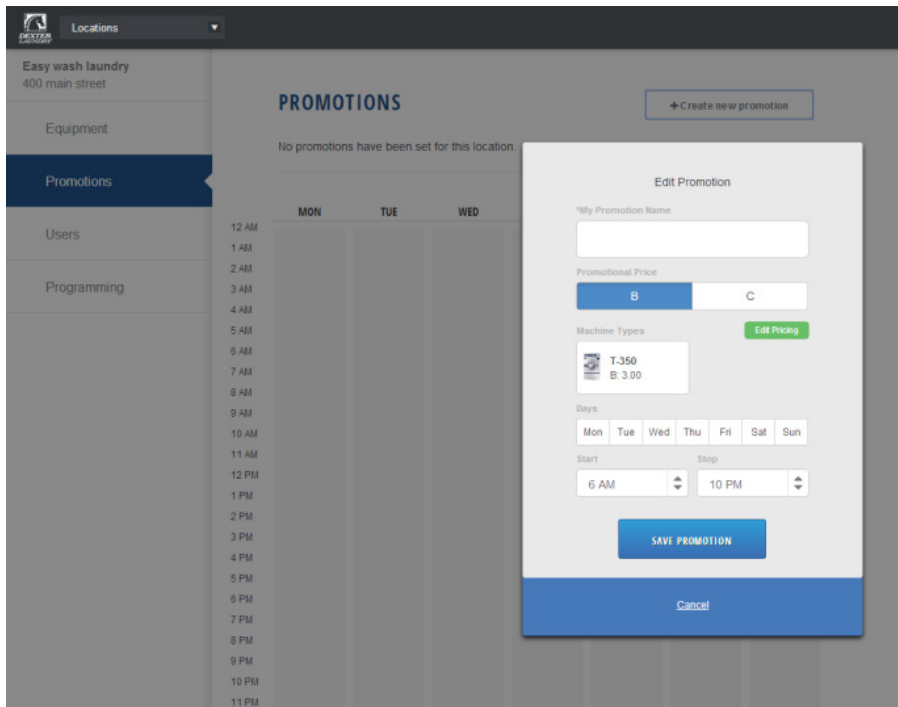 DEXTER
LAUNDRY
Locations
Easy wash laundry
400 main street
Equipment
Promotions
Users
Programming
PROMOTIONS
+Create new promotion
No promotions have been set for this location.
MON TUE WED
12 AM
1 AM
2 AM
3 AM
4 AM
5 AM
6 AM
7 AM
8 AM
9 AM
10 AM
11 AM
12 PM
1 PM
2 PM
3 PM
4 PM
5 PM
6 PM
7 PM
8 PM
9 PM
10 PM
11 PM
Edit Promotion
*My Promotion Name
Promotional Price
B C
Machine Types Edit Pricing
T-350
B: 3.00
Days
Mon Tue Wed Thu Fri Sat Sun
Start Stop
6 AM 10 PM
SAVE PROMOTION
Cancel